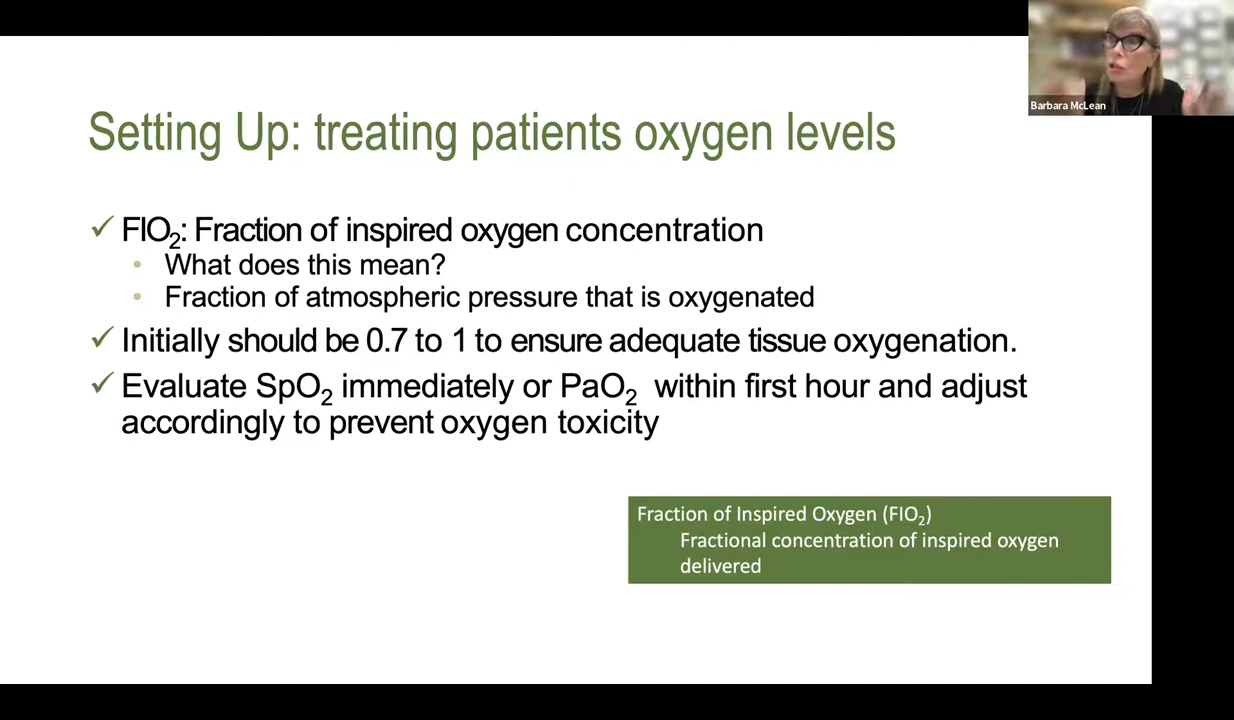 Barbara McLean
Setting Up: treating patients oxygen levels
✓ FIO₂: Fraction of inspired oxygen concentration
• What does this mean?
• Fraction of atmospheric pressure that is oxygenated
✓ Initially should be 0.7 to 1 to ensure adequate tissue oxygenation.
✓ Evaluate SpO₂ immediately or PaO₂ within first hour and adjust
accordingly to prevent oxygen toxicity
Fraction of Inspired Oxygen (FIO₂)
Fractional concentration of inspired oxygen
delivered